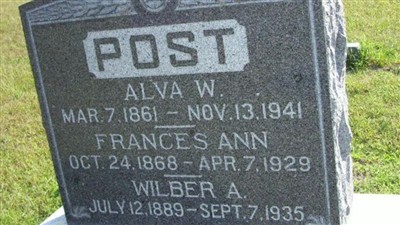 POST
ALVA W.
MAR. 7. 1861 – NOV. 13. 1941
FRANCES ANN
OCT. 24. 1868 – APR. 7, 1929
WILBER A.
JULY 12. 1889 – SEPT. 7. 1935